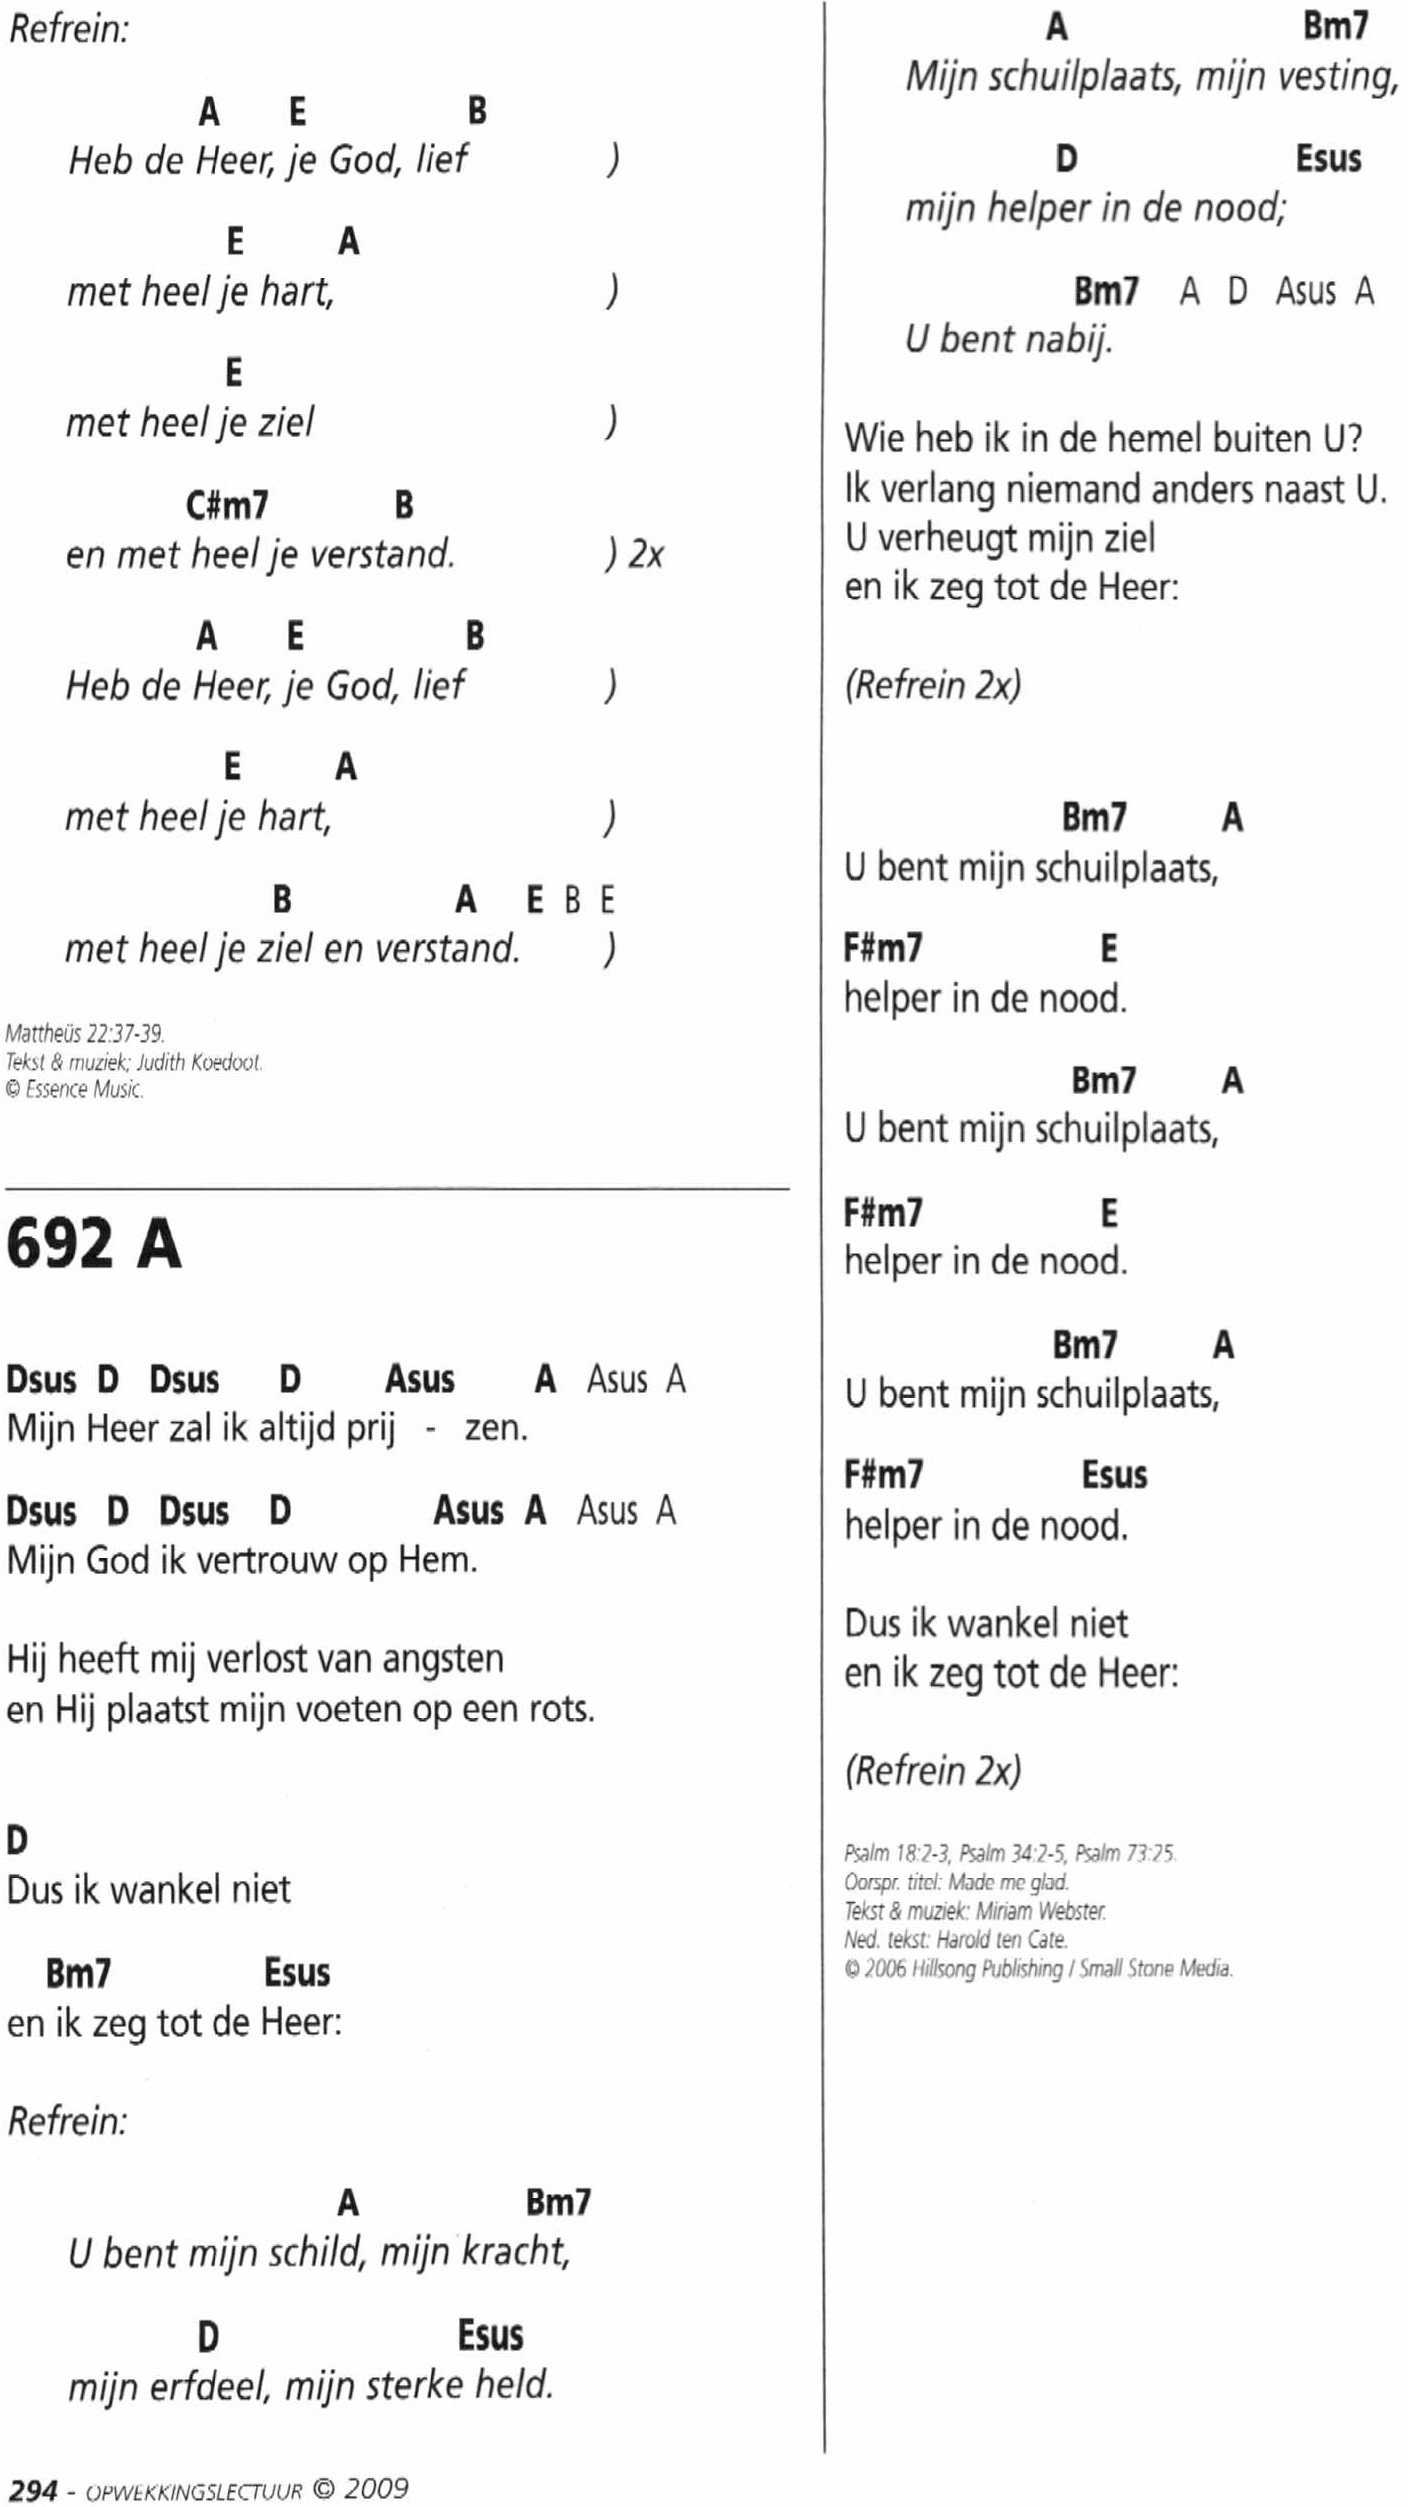 Refrein:
A E B
Heb de Heer, je God, lief )
E A
met heel je hart, )
E
met heel je ziel )
C#m7 B
en met heel je verstand. ) 2x
A E B
Heb de Heer, je God, lief )
E A
met heel je hart, )
B A E B E
met heel je ziel en verstand. )
Mattheüs 22:37-39.
Tekst & muziek; Judith Koedoot.
© Essence Music.
692 A
Dsus D Dsus D Asus A Asus A
Mijn Heer zal ik altijd prij - zen.
Dsus D Dsus D Asus A Asus A
Mijn God ik vertrouw op Hem.
Hij heeft mij verlost van angsten
en Hij plaatst mijn voeten op een rots.
D
Dus ik wankel niet
Bm7 Esus
en ik zeg tot de Heer:
Refrein:
A Bm7
U bent mijn schild, mijn kracht,
D Esus
mijn erfdeel, mijn sterke held.
294 - OPWEKKINGSLECTUUR © 2009
A Bm7
Mijn schuilplaats, mijn vesting,
D Esus
mijn helper in de nood;
Bm7 A D Asus A
U bent nabij.
Wie heb ik in de hemel buiten U?
Ik verlang niemand anders naast U.
U verheugt mijn ziel
en ik zeg tot de Heer:
(Refrein 2x)
Bm7 A
U bent mijn schuilplaats,
F#m7 E
helper in de nood.
Bm7 A
U bent mijn schuilplaats,
F#m7 E
helper in de nood.
Bm7 A
U bent mijn schuilplaats,
F#m7 Esus
helper in de nood.
Dus ik wankel niet
en ik zeg tot de Heer:
(Refrein 2x)
Psalm 18:2-3, Psalm 34:2-5, Psalm 73:25.
Oorspr. titel: Made me glad.
Tekst & muziek: Miriam Webster.
Ned. tekst: Harold ten Cate.
© 2006 Hillsong Publishing / Small Stone Media.